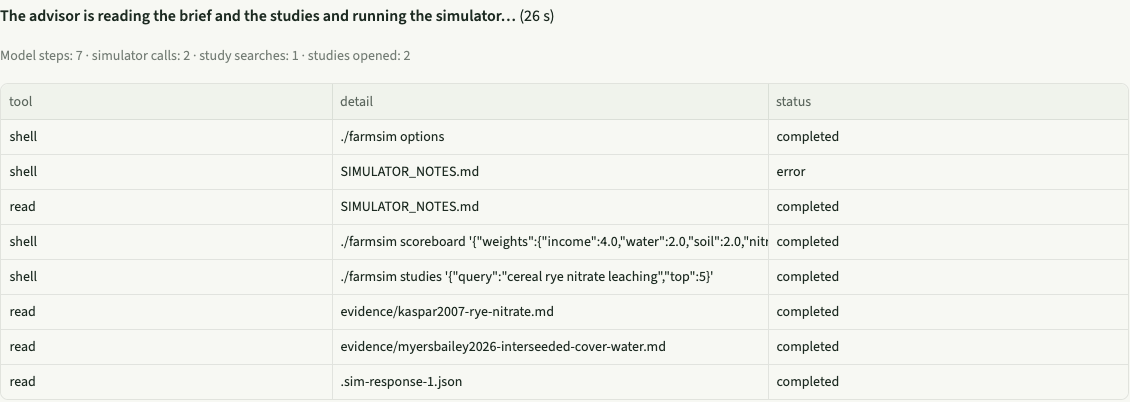 The advisor is reading the brief and the studies and running the simulator… (26 s)
Model steps: 7 · simulator calls: 2 · study searches: 1 · studies opened: 2
tool detail status
shell ./farmsim options completed
shell SIMULATOR_NOTES.md error
read SIMULATOR_NOTES.md completed
shell ./farmsim scoreboard '{"weights":{"income":4.0,"water":2.0,"soil":2.0,"nitr completed
shell ./farmsim studies '{"query":"cereal rye nitrate leaching","top":5}' completed
read evidence/kaspar2007-rye-nitrate.md completed
read evidence/myersbailey2026-interseeded-cover-water.md completed
read .sim-response-1.json completed